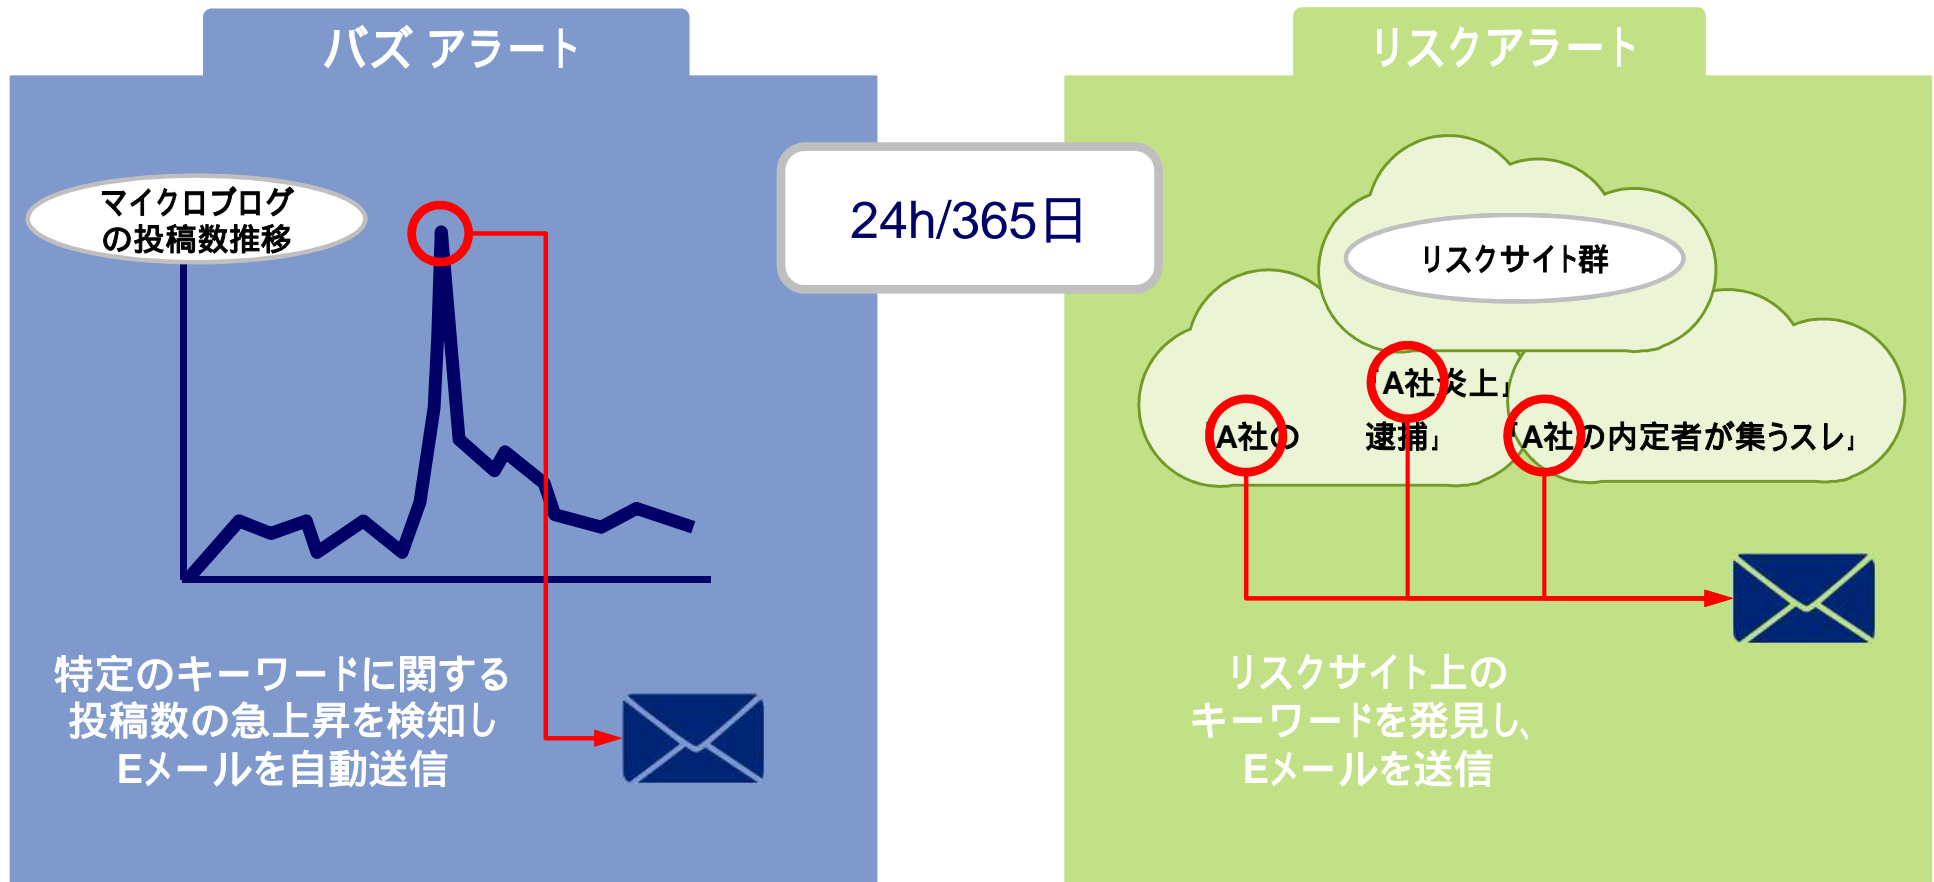 バズ アラート
マイクロブログ
の投稿数推移
特定のキーワードに関する
投稿数の急上昇を検知し
Eメールを自動送信
24h/365日
リスクアラート
リスクサイト群
「A社炎上」
「A社の　　逮捕」
「A社の内定者が集うスレ」
リスクサイト上の
キーワードを発見し、
Eメールを送信